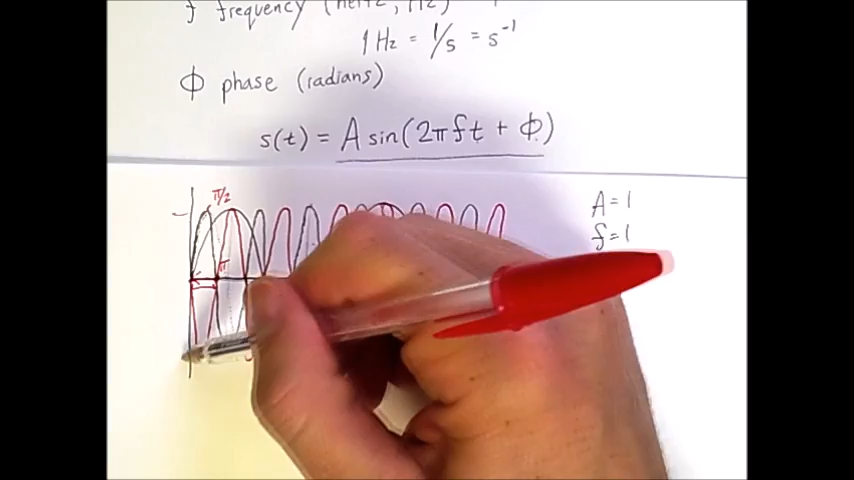 f frequency (hertz, Hz)
1 Hz = 1/s = s⁻¹
Φ phase (radians)
s(t) = A sin(2πft + Φ)
π/2
π
A=1
f=1